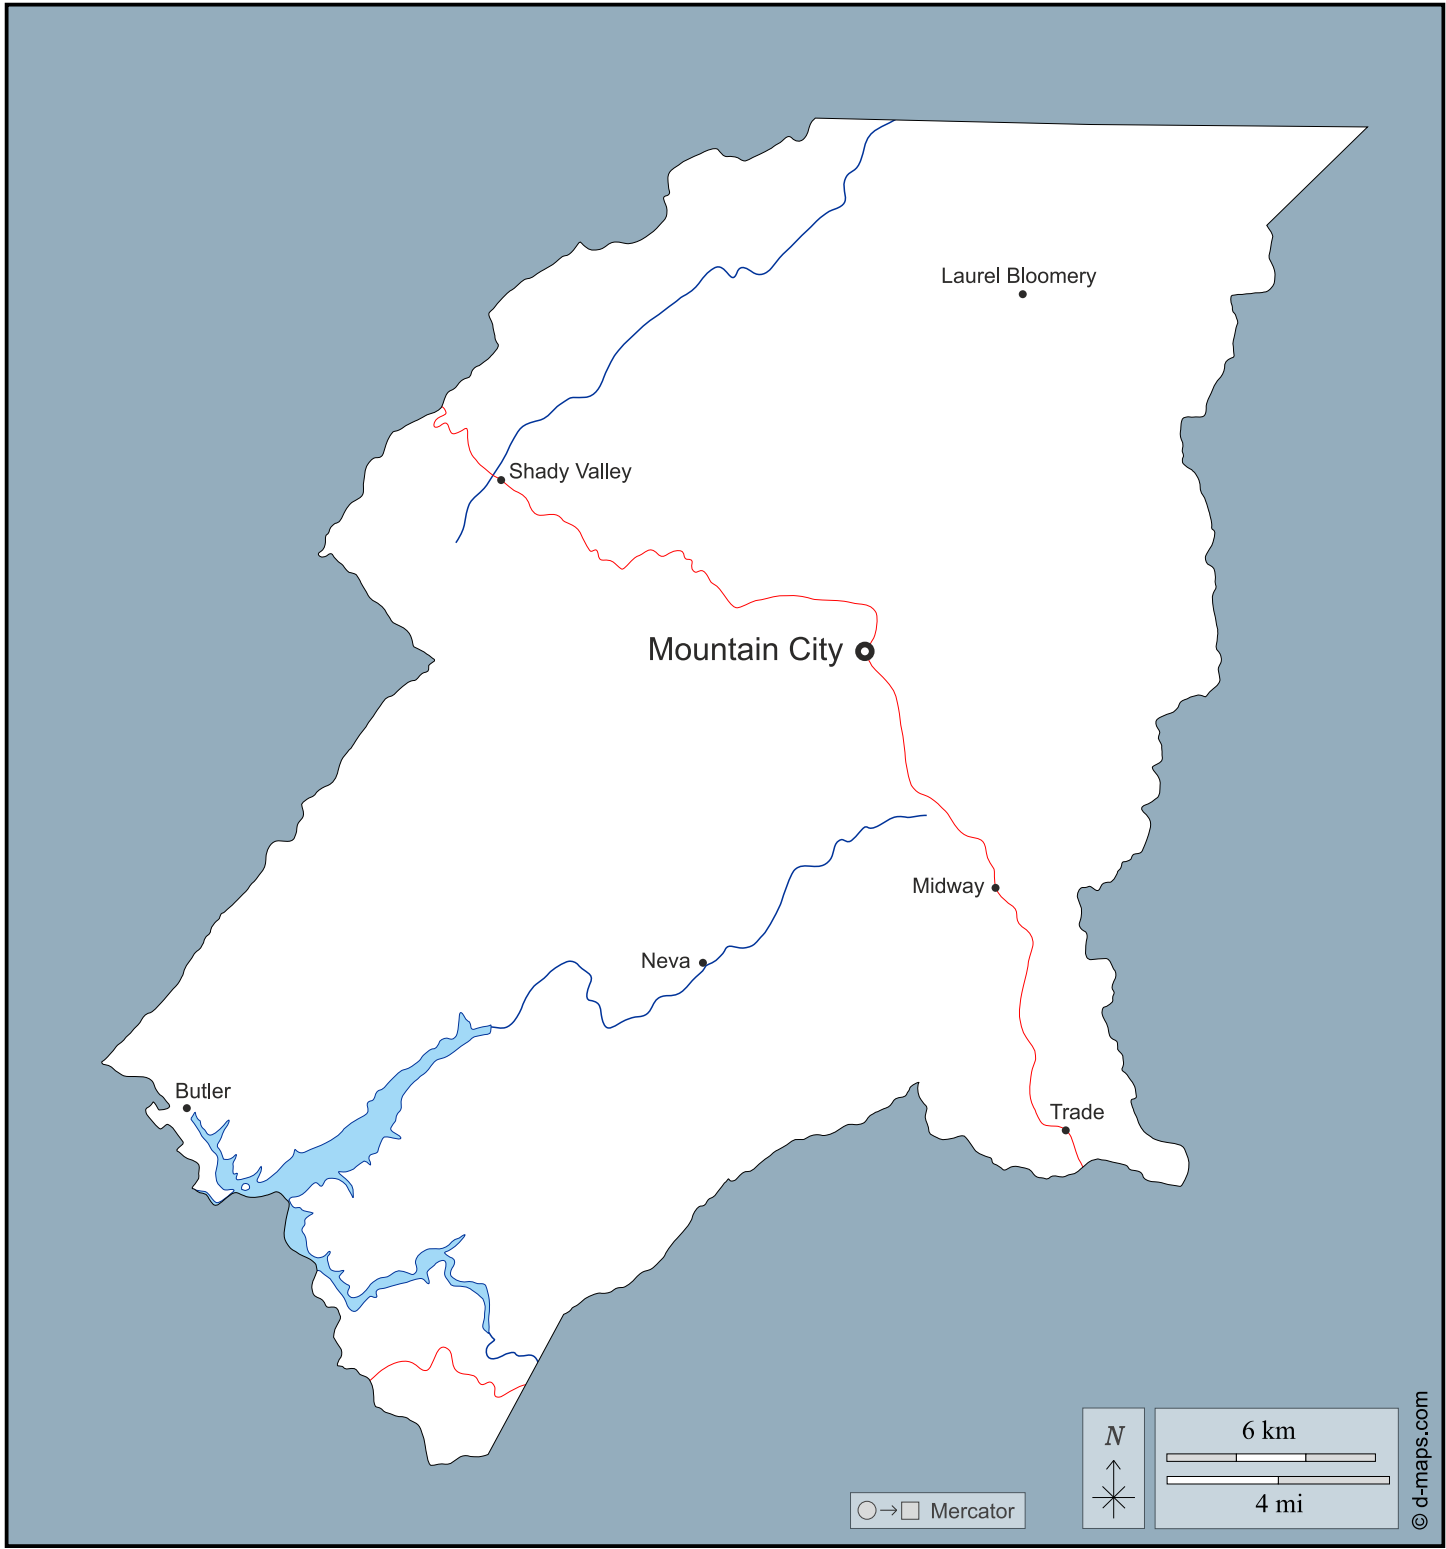 Laurel Bloomery
Shady Valley
Mountain City
Midway
Neva
Butler
Trade
N
6 km
4 mi
Mercator
© d-maps.com